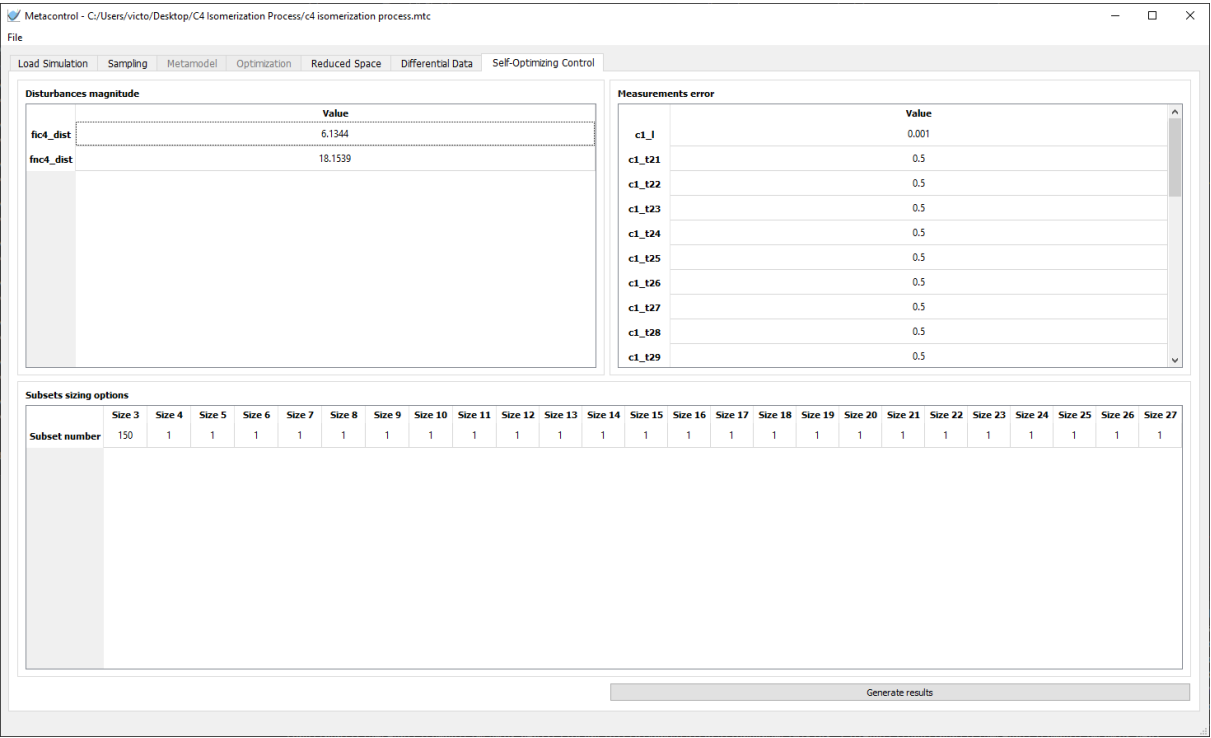 Metacontrol - C:/Users/victo/Desktop/C4 Isomerization Process/c4 isomerization process.mtc
File
Load Simulation Sampling Metamodel Optimization Reduced Space Differential Data Self-Optimizing Control
Disturbances magnitude
Value
fic4_dist 6.1344
fnc4_dist 18.1539
Measurements error
Value
c1_l 0.001
c1_t21 0.5
c1_t22 0.5
c1_t23 0.5
c1_t24 0.5
c1_t25 0.5
c1_t26 0.5
c1_t27 0.5
c1_t28 0.5
c1_t29 0.5
Subsets sizing options
Size 3 Size 4 Size 5 Size 6 Size 7 Size 8 Size 9 Size 10 Size 11 Size 12 Size 13 Size 14 Size 15 Size 16 Size 17 Size 18 Size 19 Size 20 Size 21 Size 22 Size 23 Size 24 Size 25 Size 26 Size 27
Subset number 150 1 1 1 1 1 1 1 1 1 1 1 1 1 1 1 1 1 1 1 1 1 1 1 1
Generate results